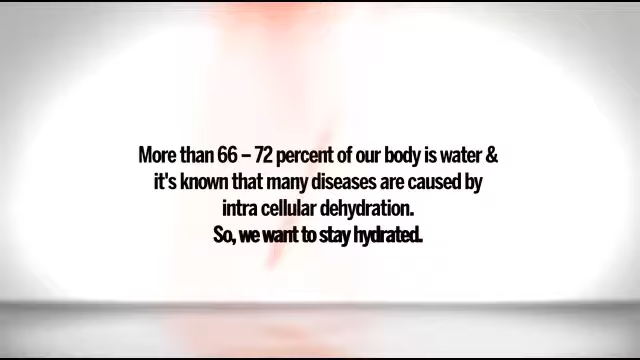 More than 66 – 72 percent of our body is water &
it's known that many diseases are caused by
intra cellular dehydration.
So, we want to stay hydrated.